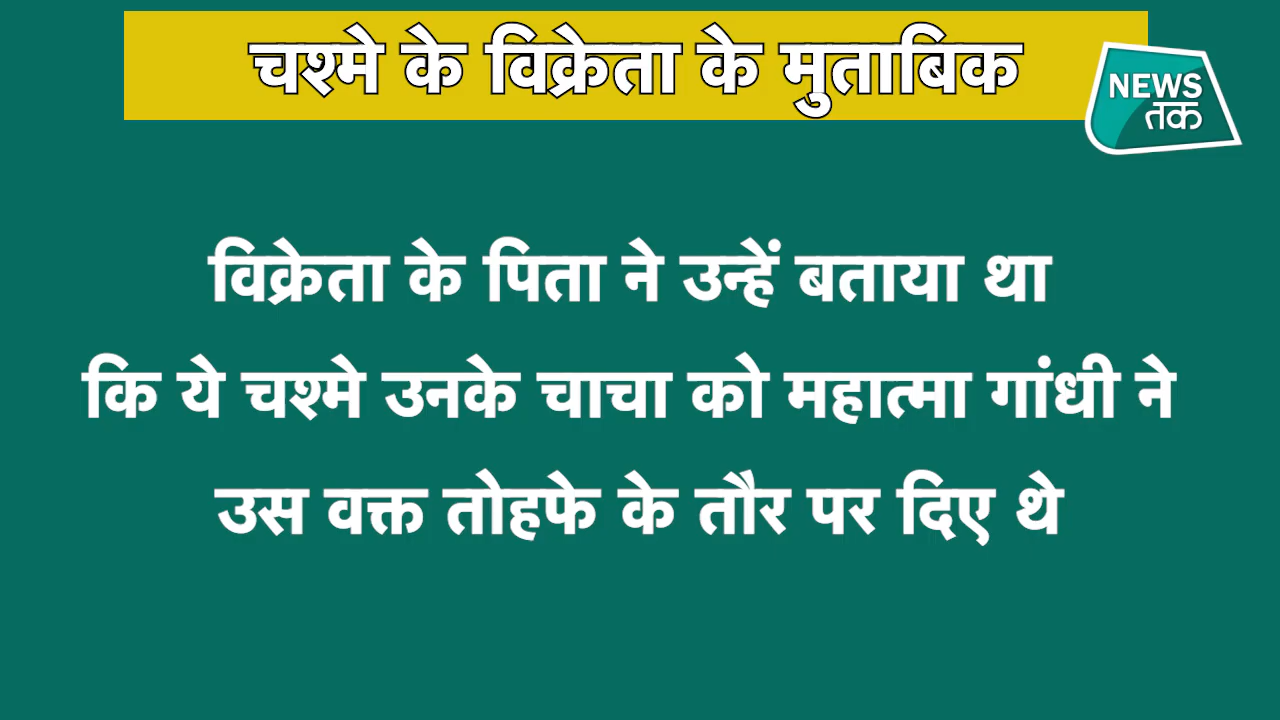 चश्मे के विक्रेता के मुताबिक
NEWS
तक
विक्रेता के पिता ने उन्हें बताया था
कि ये चश्मे उनके चाचा को महात्मा गांधी ने
उस वक्त तोहफे के तौर पर दिए थे